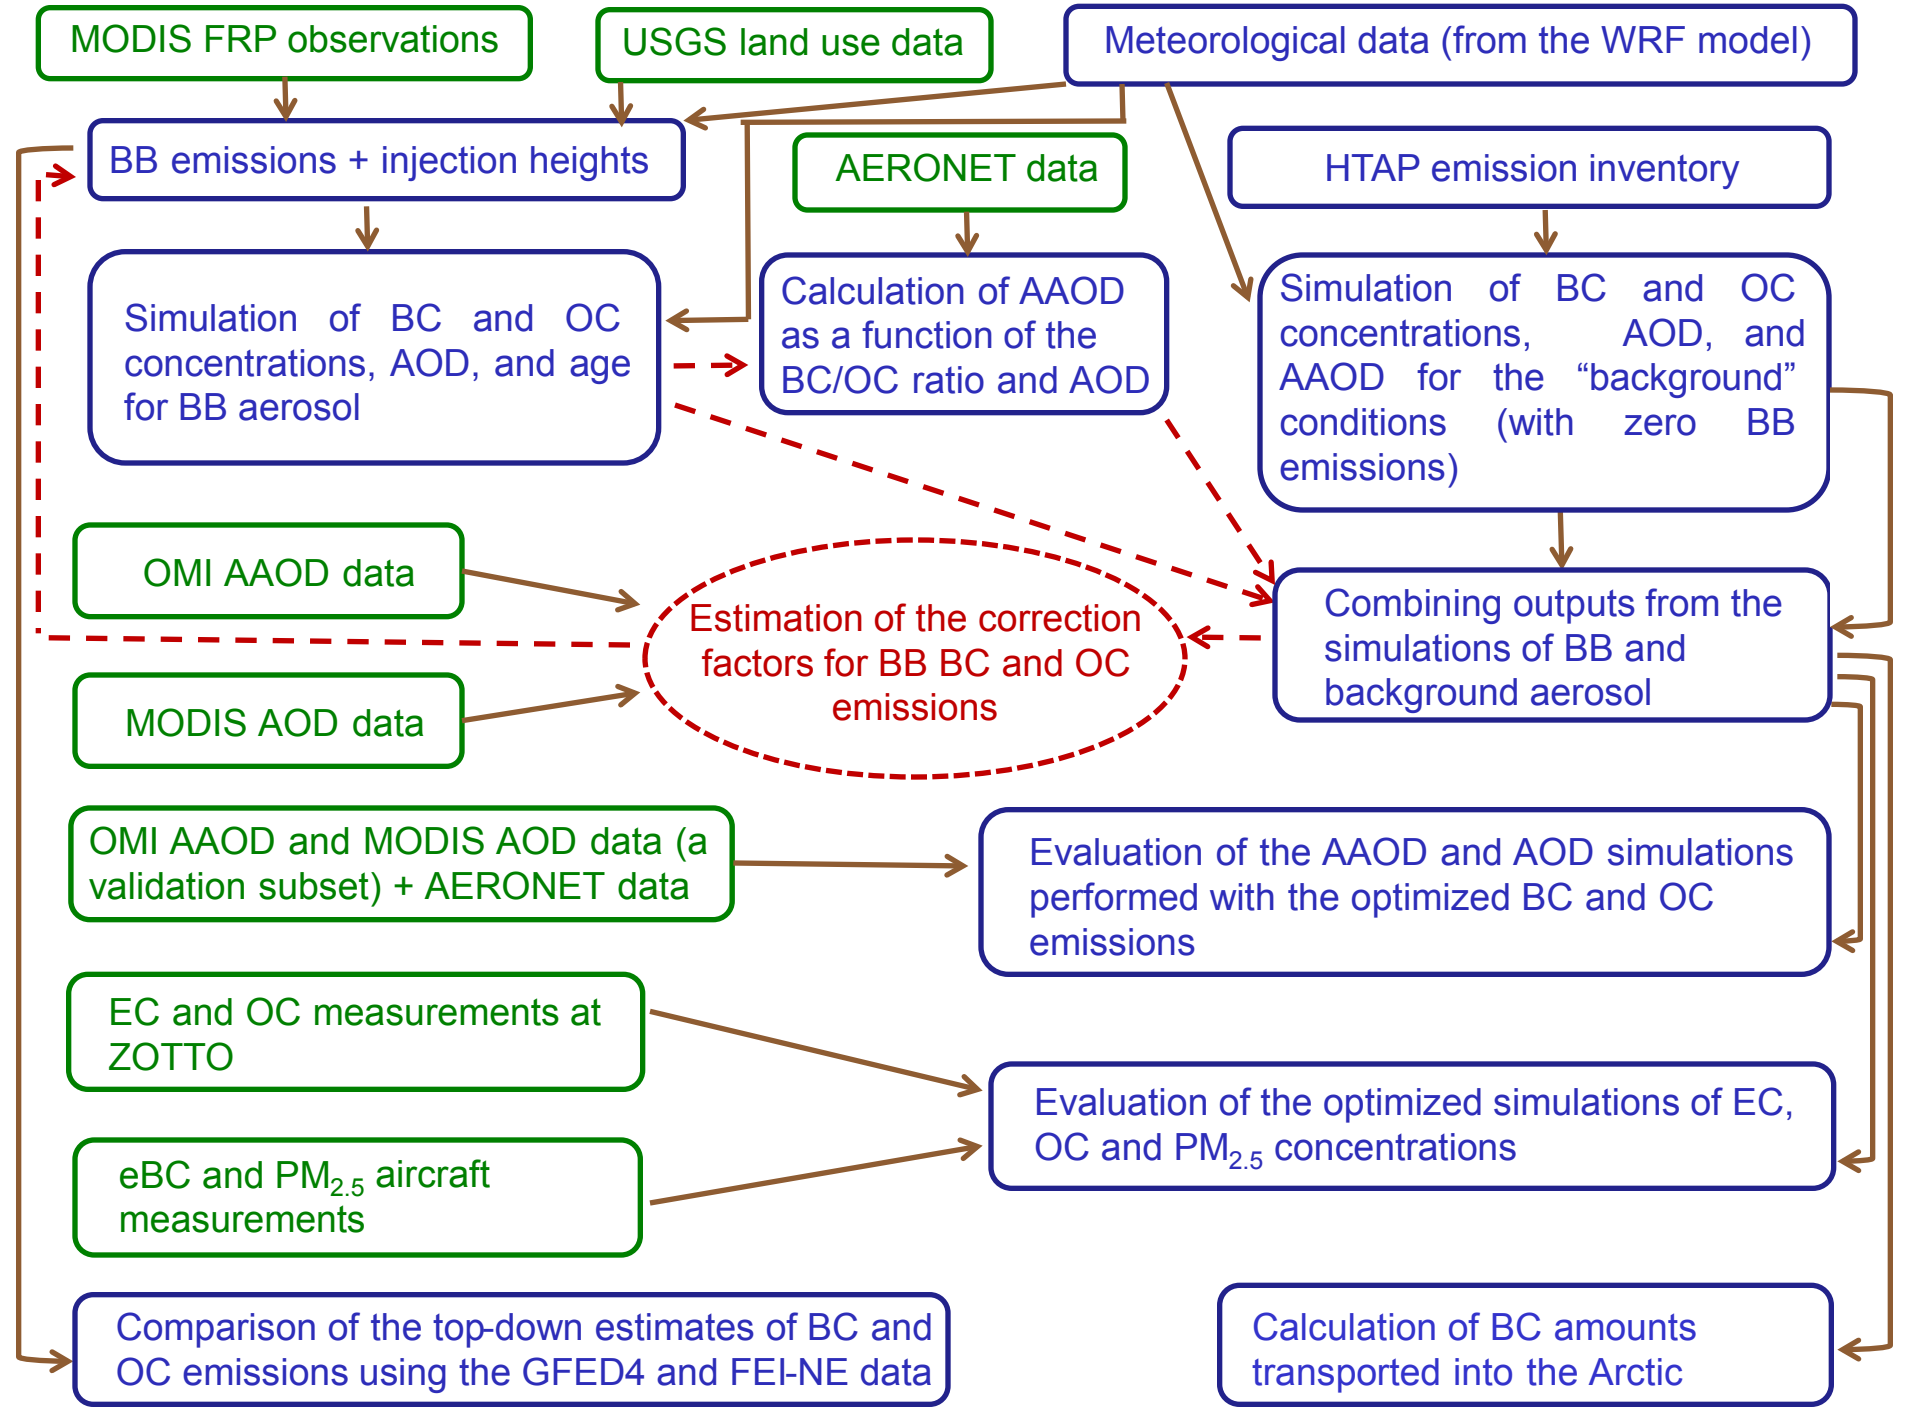 MODIS FRP observations
USGS land use data
Meteorological data (from the WRF model)
BB emissions + injection heights
AERONET data
HTAP emission inventory
Simulation of BC and OC
concentrations, AOD, and age
for BB aerosol
Calculation of AAOD
as a function of the
BC/OC ratio and AOD
Simulation of BC and OC
concentrations, AOD, and
AAOD for the “background”
conditions (with zero BB
emissions)
OMI AAOD data
MODIS AOD data
Estimation of the correction
factors for BB BC and OC
emissions
Combining outputs from the
simulations of BB and
background aerosol
OMI AAOD and MODIS AOD data (a
validation subset) + AERONET data
Evaluation of the AAOD and AOD simulations
performed with the optimized BC and OC
emissions
EC and OC measurements at
ZOTTO
eBC and PM2.5 aircraft
measurements
Evaluation of the optimized simulations of EC,
OC and PM2.5 concentrations
Comparison of the top-down estimates of BC and
OC emissions using the GFED4 and FEI-NE data
Calculation of BC amounts
transported into the Arctic